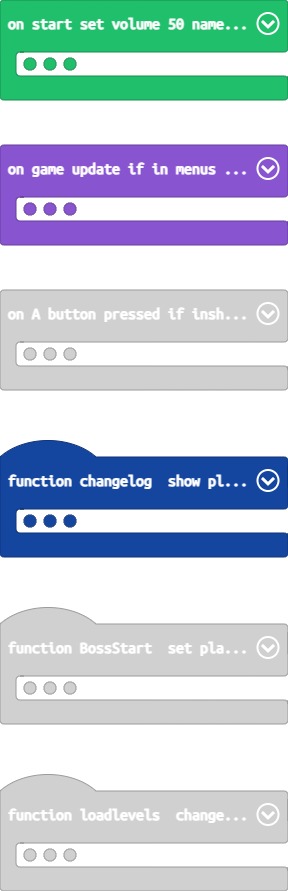 on start set volume 50 name...
on game update if in menus ...
on A button pressed if insh...
function changelog show pl...
function BossStart set pla...
function loadlevels change...